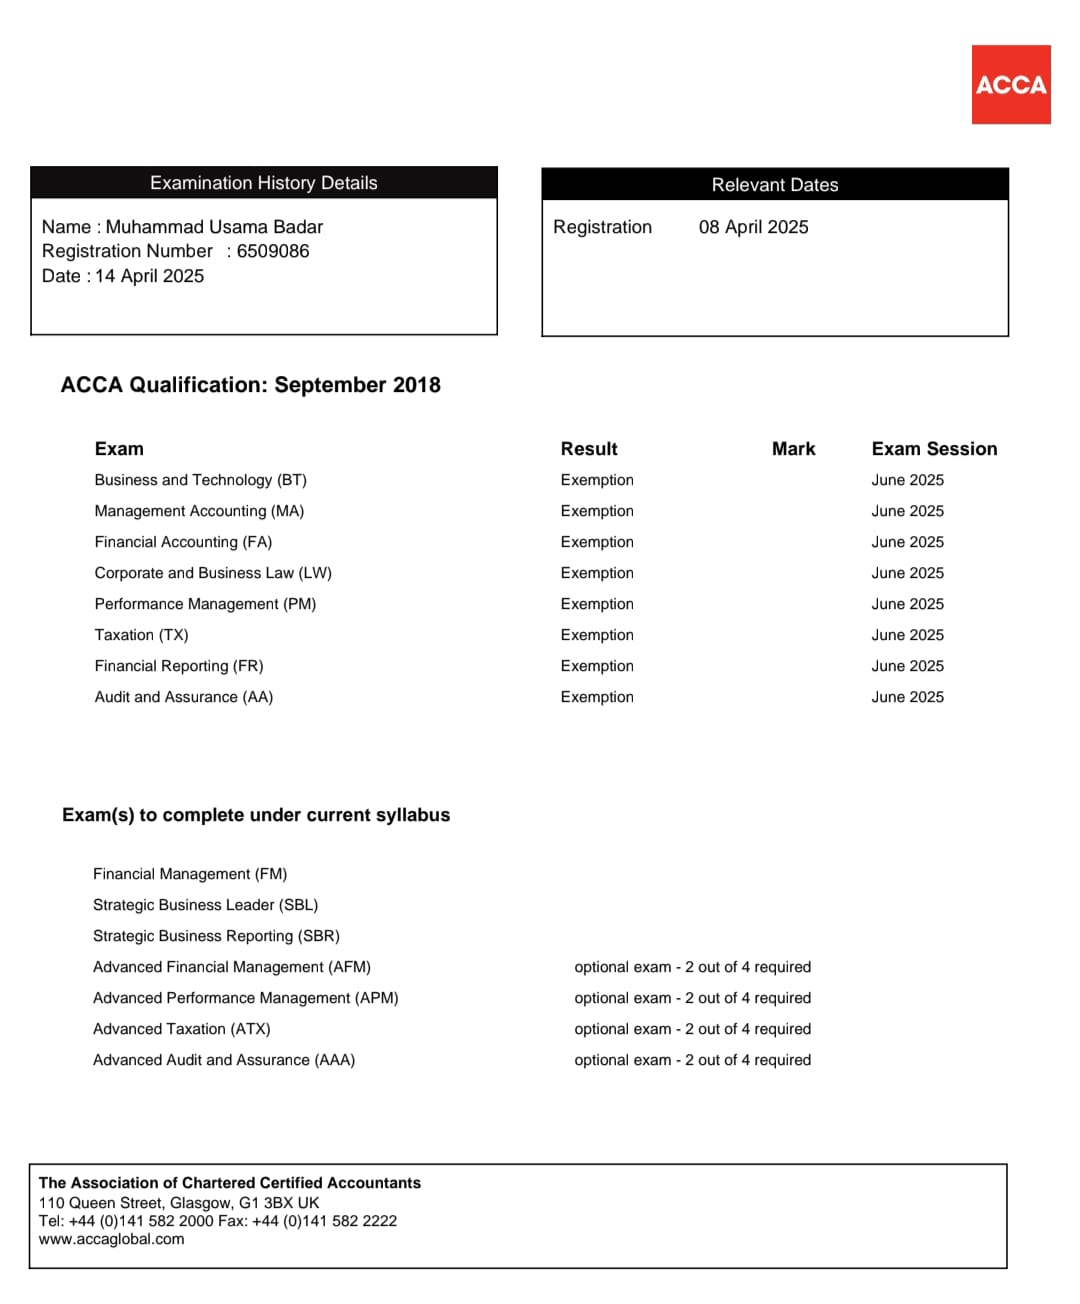 ACCA
Examination History Details
Name : Muhammad Usama Badar
Registration Number : 6509086
Date : 14 April 2025
Relevant Dates
Registration 08 April 2025
ACCA Qualification: September 2018
Exam Result Mark Exam Session
Business and Technology (BT) Exemption June 2025
Management Accounting (MA) Exemption June 2025
Financial Accounting (FA) Exemption June 2025
Corporate and Business Law (LW) Exemption June 2025
Performance Management (PM) Exemption June 2025
Taxation (TX) Exemption June 2025
Financial Reporting (FR) Exemption June 2025
Audit and Assurance (AA) Exemption June 2025
Exam(s) to complete under current syllabus
Financial Management (FM)
Strategic Business Leader (SBL)
Strategic Business Reporting (SBR)
Advanced Financial Management (AFM) optional exam - 2 out of 4 required
Advanced Performance Management (APM) optional exam - 2 out of 4 required
Advanced Taxation (ATX) optional exam - 2 out of 4 required
Advanced Audit and Assurance (AAA) optional exam - 2 out of 4 required
The Association of Chartered Certified Accountants
110 Queen Street, Glasgow, G1 3BX UK
Tel: +44 (0)141 582 2000 Fax: +44 (0)141 582 2222
www.accaglobal.com